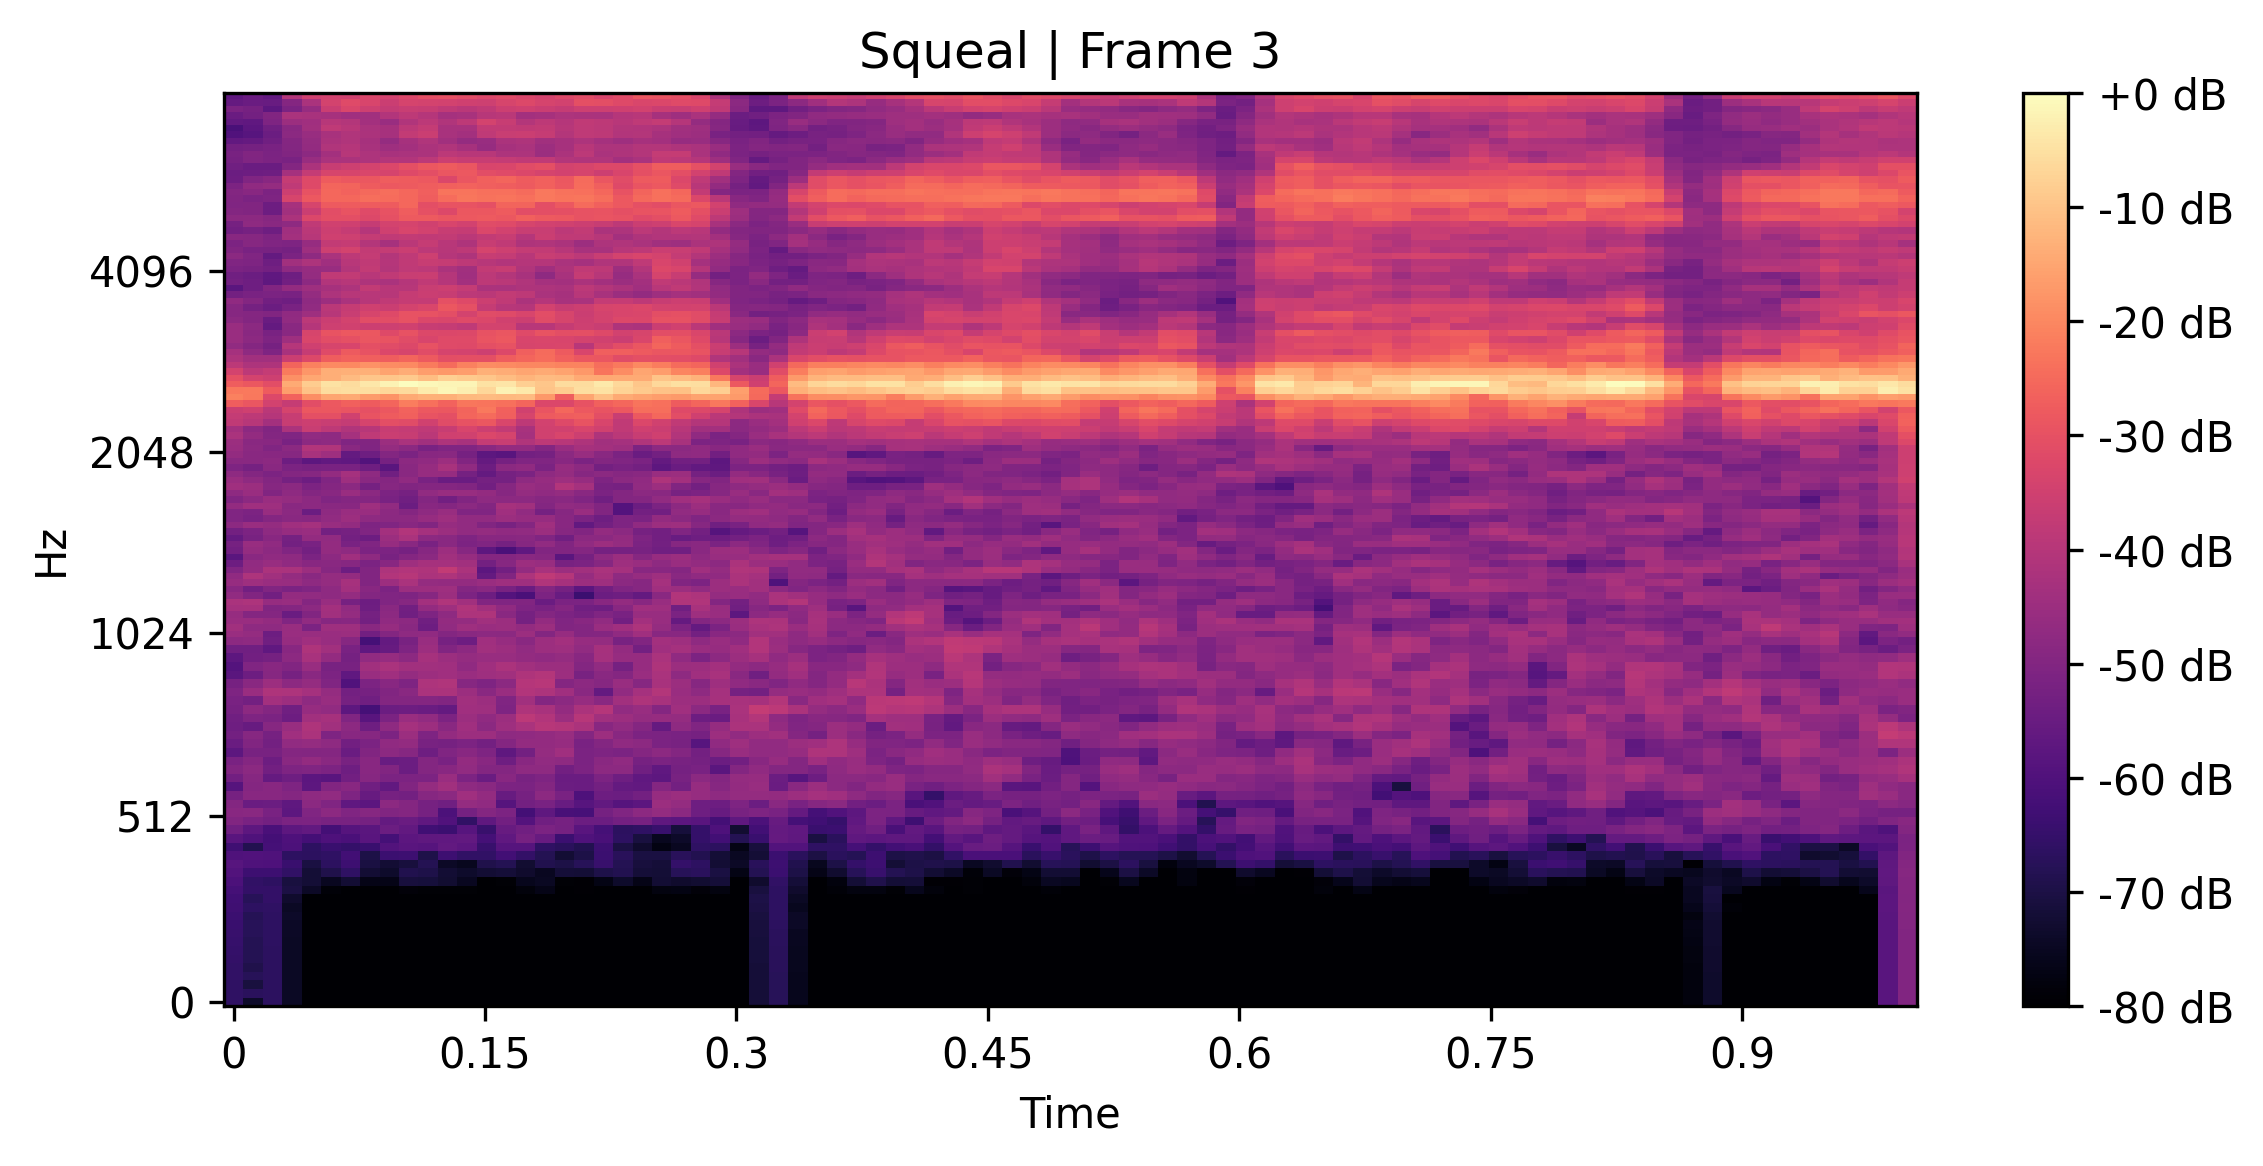 Squeal | Frame 3
+0 dB
-10 dB
-20 dB
-30 dB
-40 dB
-50 dB
-60 dB
-70 dB
-80 dB
Hz
4096
2048
1024
512
0
0 0.15 0.3 0.45 0.6 0.75 0.9
Time